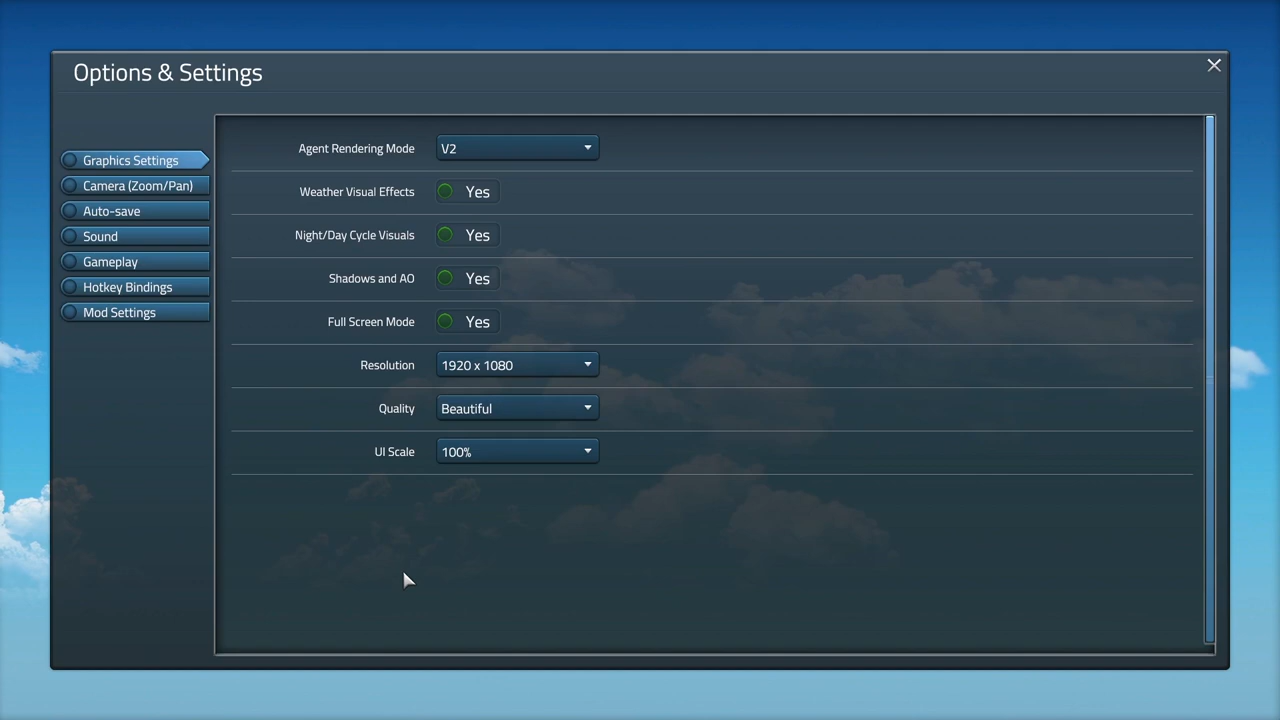 Options & Settings
Graphics Settings
Camera (Zoom/Pan)
Auto-save
Sound
Gameplay
Hotkey Bindings
Mod Settings
Agent Rendering Mode V2
Weather Visual Effects Yes
Night/Day Cycle Visuals Yes
Shadows and AO Yes
Full Screen Mode Yes
Resolution 1920 x 1080
Quality Beautiful
UI Scale 100%